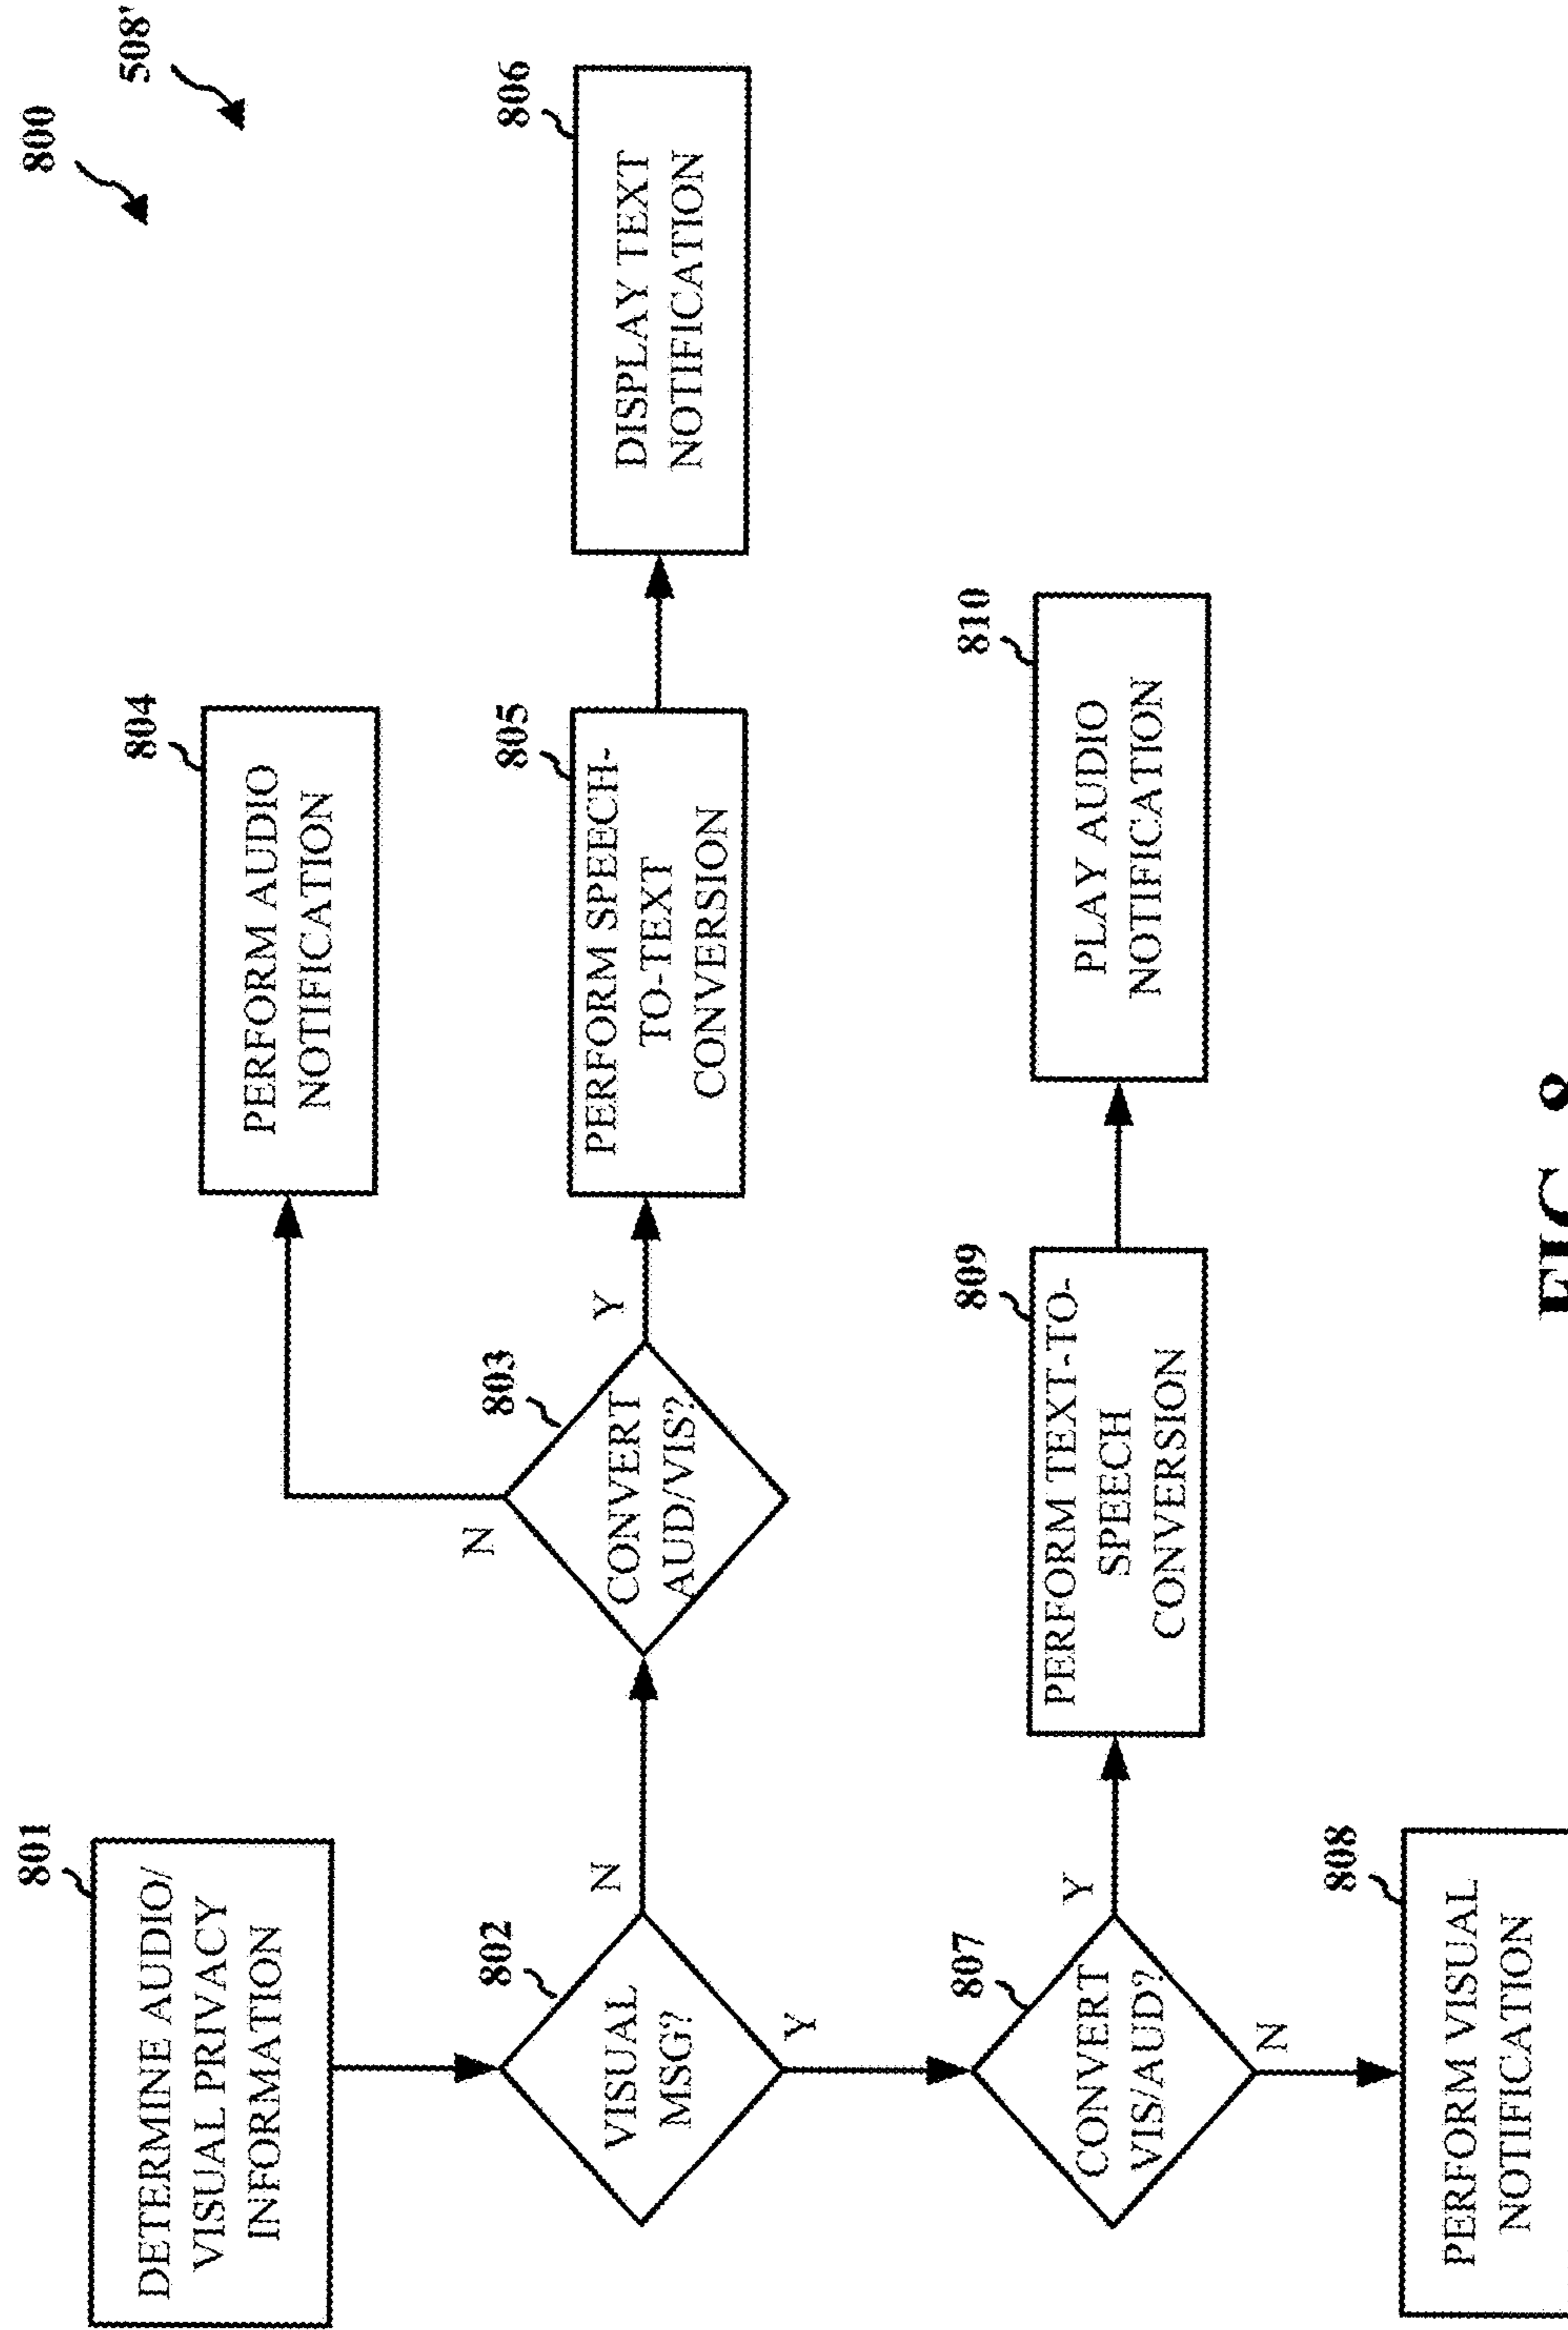 800
508'
801
DETERMINE AUDIO/
VISUAL PRIVACY
INFORMATION
802
VISUAL
MSG?
N
Y
803
CONVERT
AUD/VIS?
N
Y
804
PERFORM AUDIO
NOTIFICATION
805
PERFORM SPEECH-
TO-TEXT
CONVERSION
806
DISPLAY TEXT
NOTIFICATION
807
CONVERT
VIS/AUD?
Y
N
809
PERFORM TEXT-TO-
SPEECH
CONVERSION
810
PLAY AUDIO
NOTIFICATION
808
PERFORM VISUAL
NOTIFICATION